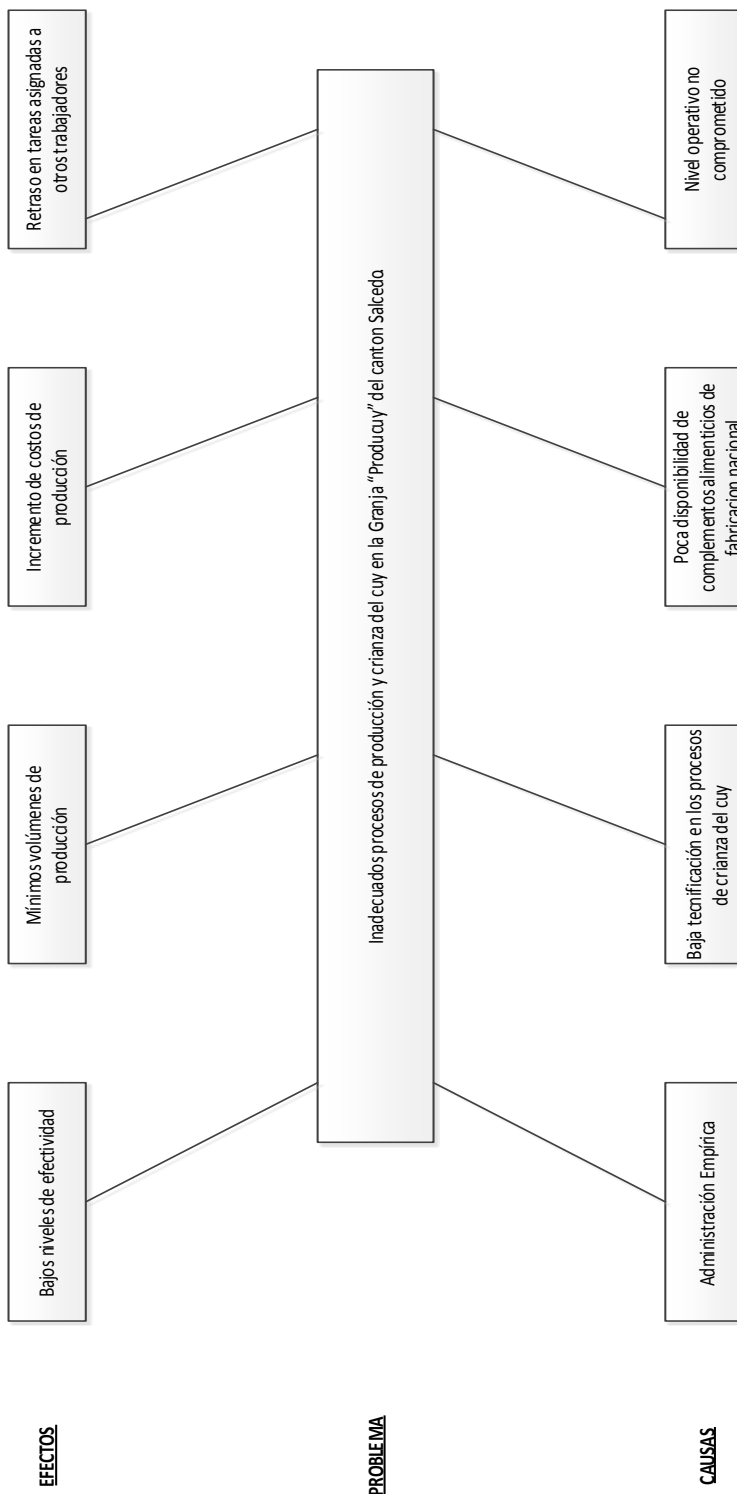 EFECTOS
Bajos niveles de efectividad
Mínimos volúmenes de
producción
Incremento de costos de
producción
Retraso en tareas asignadas a
otros trabajadores
PROBLEMA
Inadecuados procesos de producción y crianza del cuy en la Granja "Producuy" del canton Salcedo
CAUSAS
Administración Empírica
Baja tecnificación en los procesos
de crianza del cuy
Poca disponibilidad de
complementos alimenticios de
fabricacion nacional
Nivel operativo no
comprometido